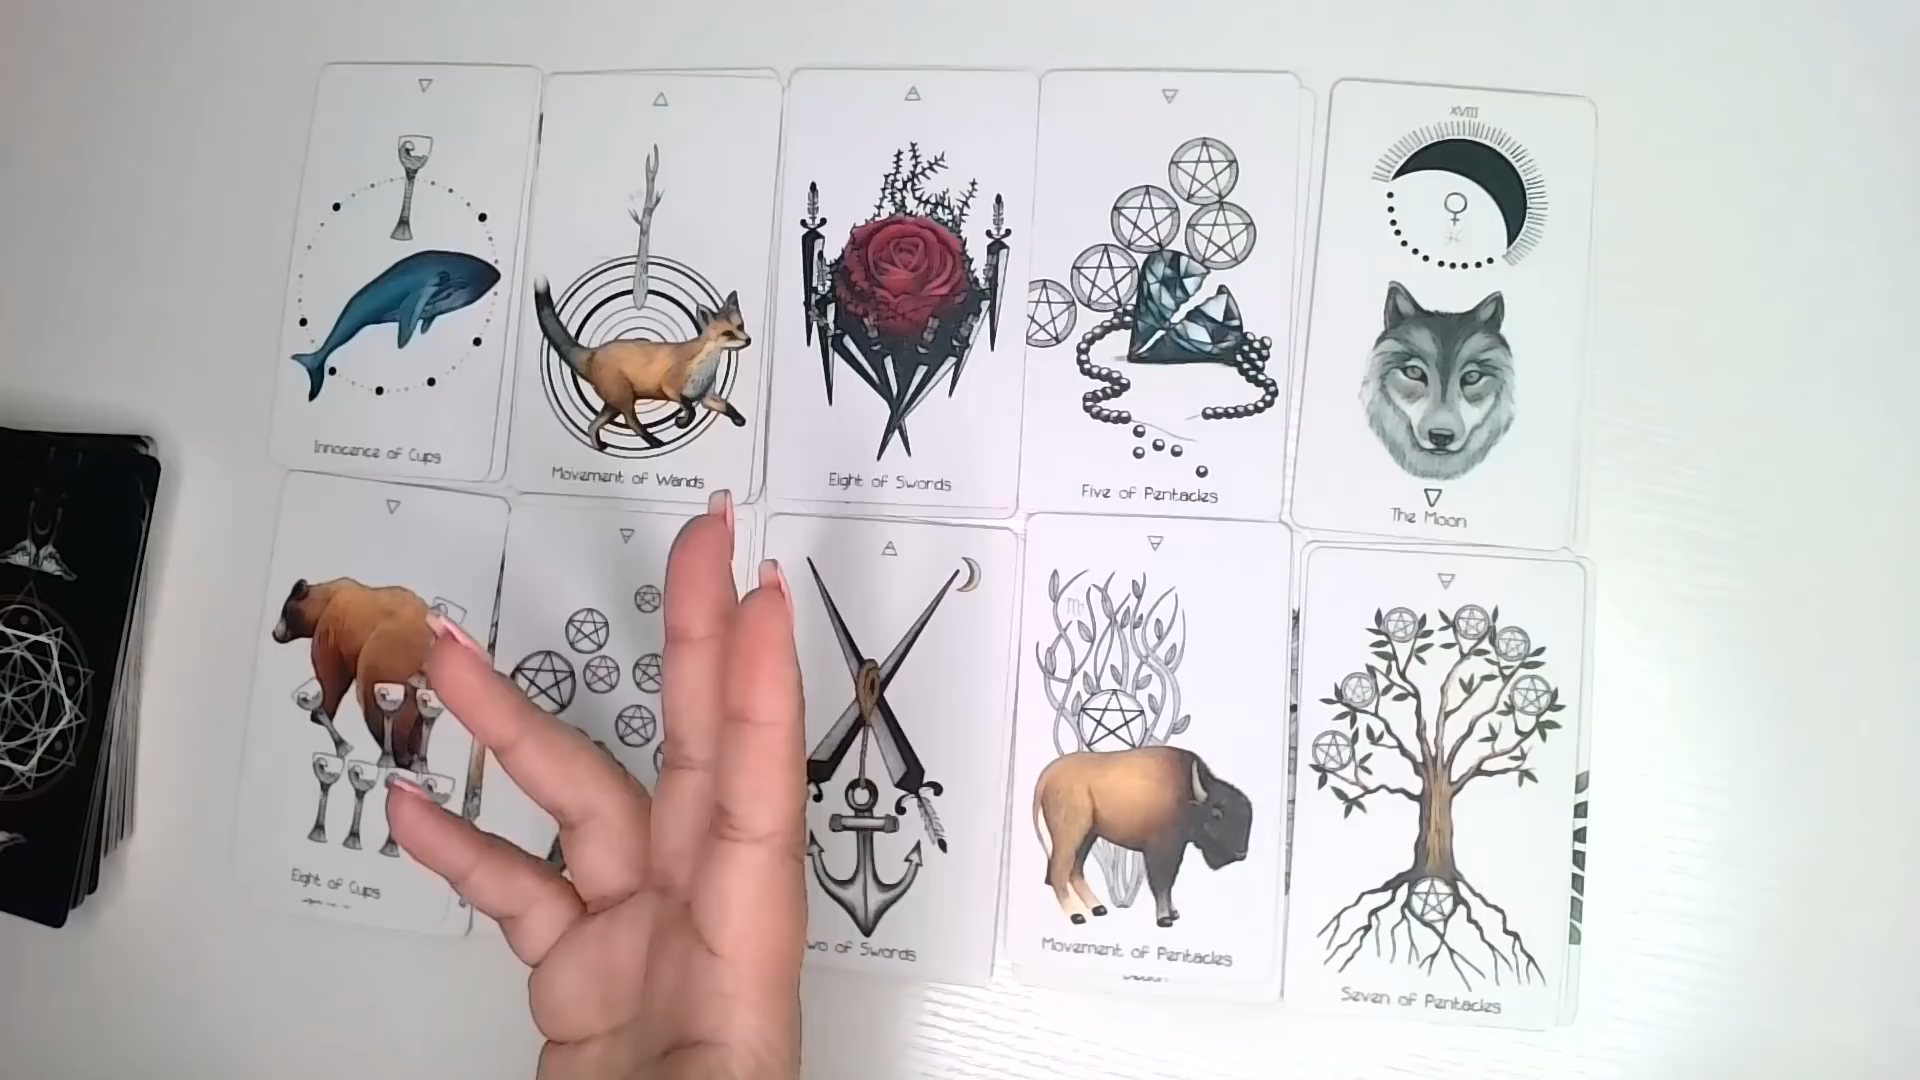 XVIII
Innocence of Cups
Movement of Wands
Eight of Swords
Five of Pentacles
The Moon
Eight of Cups
wo of Swords
Movement of Pentacles
Seven of Pentacles